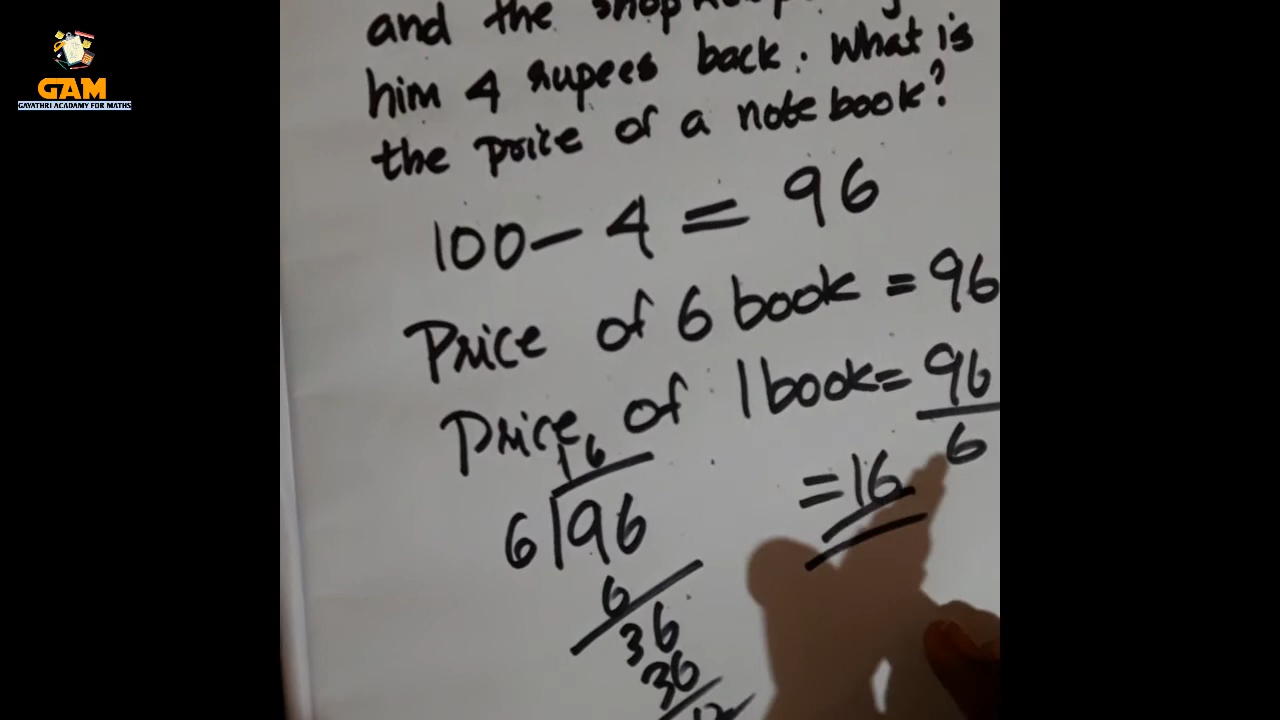 GAM
GAYATHRI ACADAMY FOR MATHS
and the
him 4 rupees back. What is
the price of a note book?
100 - 4 = 96
Price of 6 book = 96
Price of 1 book = 96
6
= 16
16
6 96
6
36
36